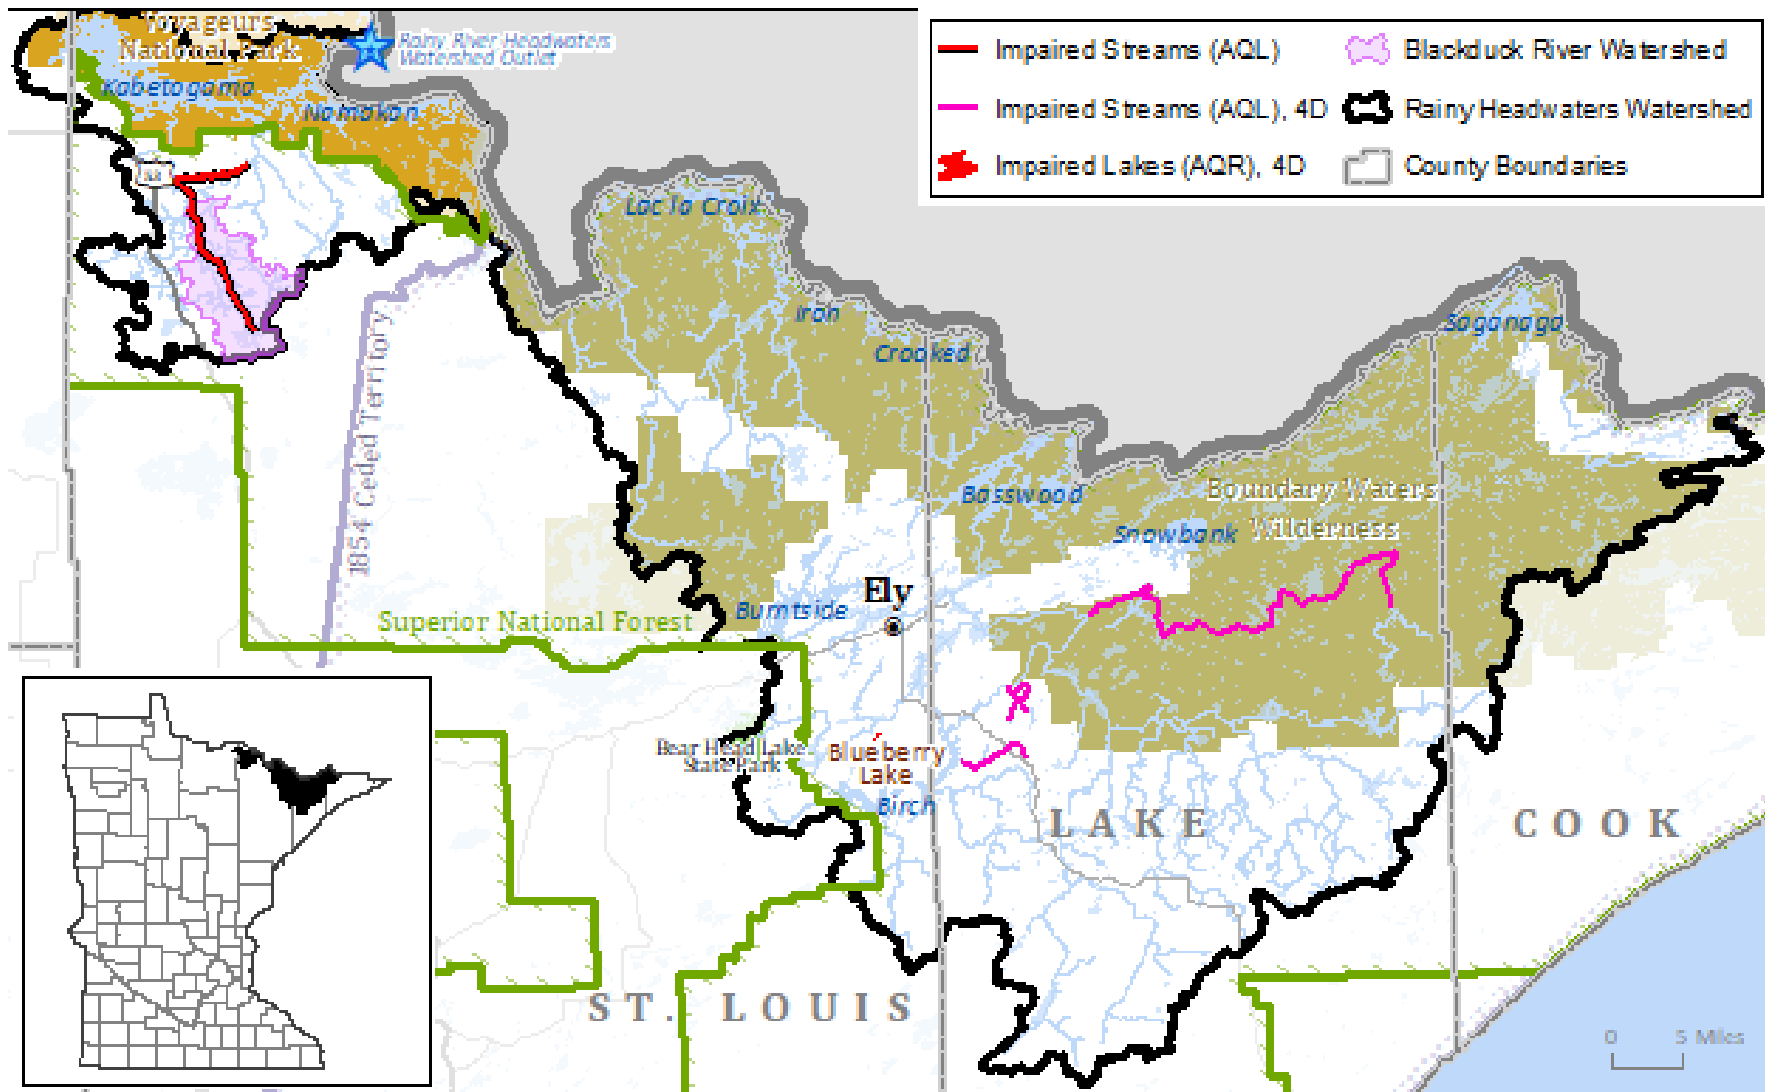 Voyageurs
National Park
Rainy River Headwaters
Watershed Outlet
Kabetogama
Namakan
Impaired Streams (AQL)
Impaired Streams (AQL), 4D
Impaired Lakes (AQR), 4D
Blackduck River Watershed
Rainy Headwaters Watershed
County Boundaries
Lac la Croix
Iron
Crooked
Saganaga
1854 Ceded Territory
Basswood
Boundary Waters
Wilderness
Snowbank
Ely
Burntside
Superior National Forest
Bear Head Lake
State Park
Blueberry
Lake
Birch
LAKE
COOK
ST. LOUIS
0 5 Miles